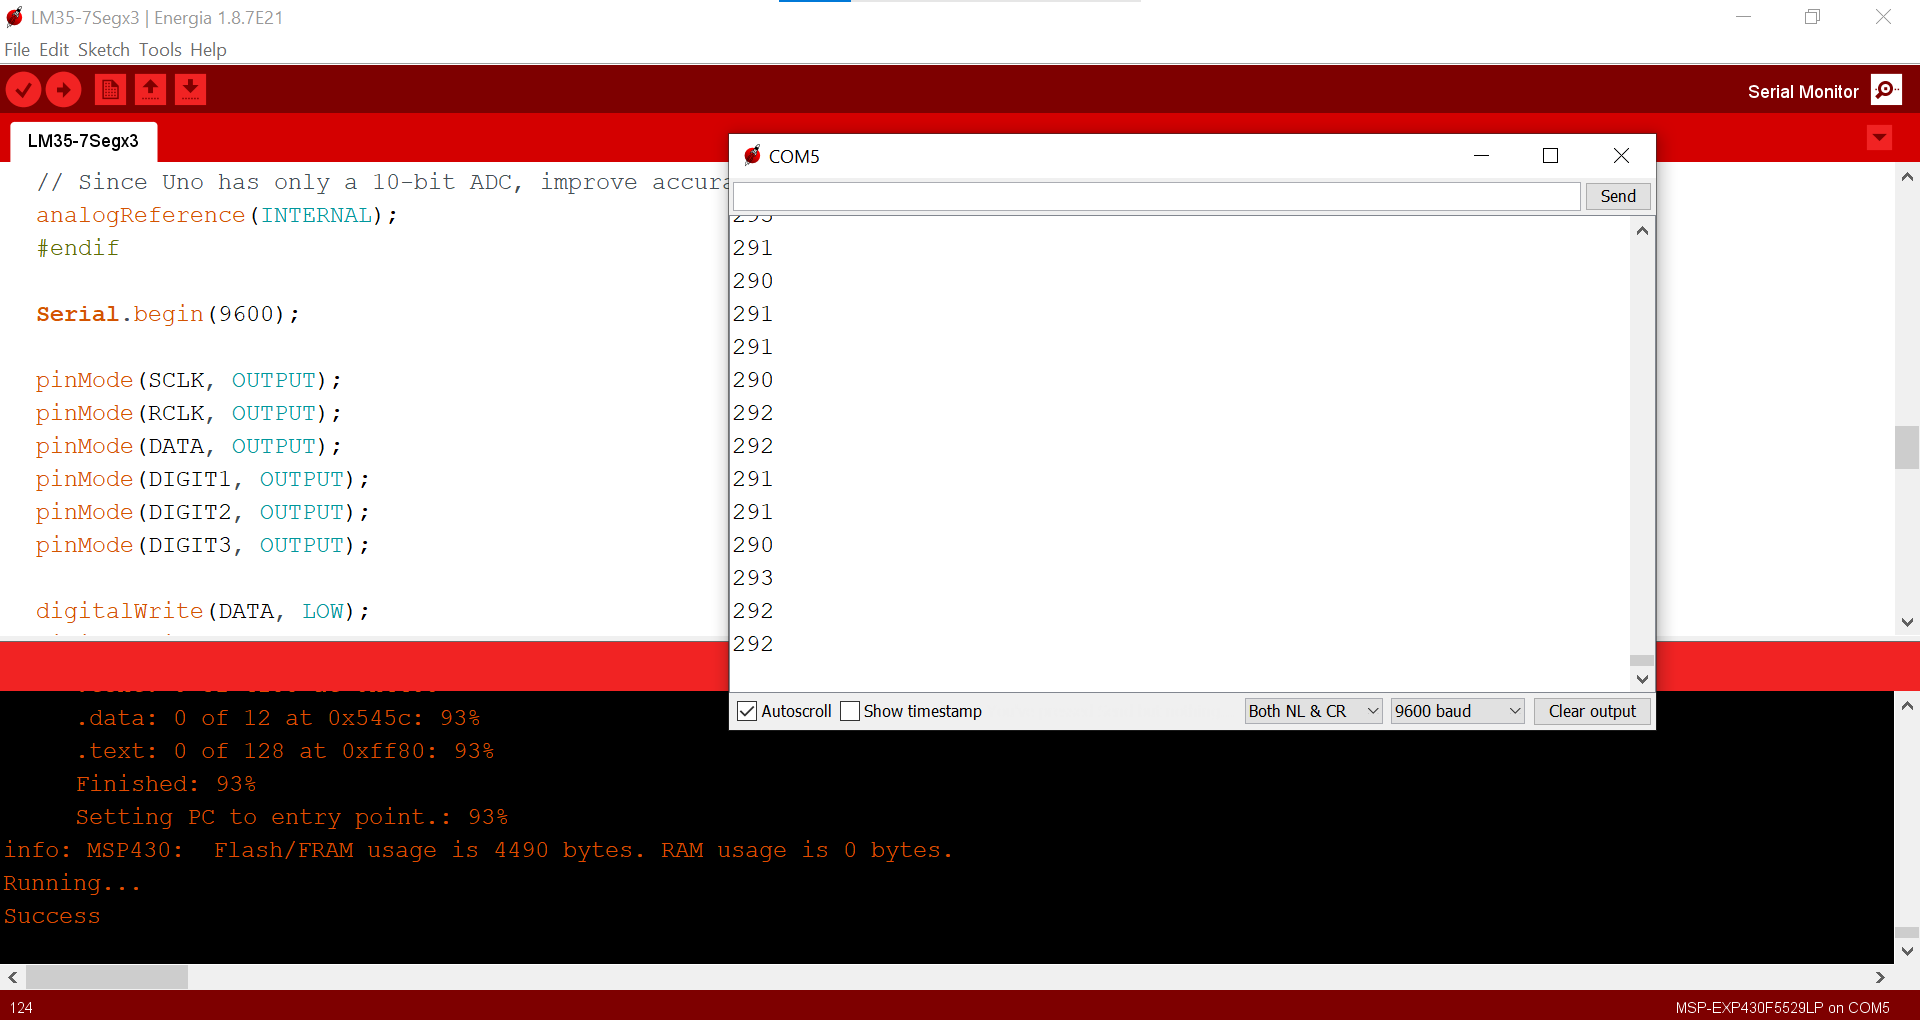 LM35-7Segx3 | Energia 1.8.7E21
File Edit Sketch Tools Help
Serial Monitor
LM35-7Segx3
// Since Uno has only a 10-bit ADC, improve
analogReference(INTERNAL);
#endif
Serial.begin(9600);
pinMode(SCLK, OUTPUT);
pinMode(RCLK, OUTPUT);
pinMode(DATA, OUTPUT);
pinMode(DIGIT1, OUTPUT);
pinMode(DIGIT2, OUTPUT);
pinMode(DIGIT3, OUTPUT);
digitalWrite(DATA, LOW);
COM5
Send
291
290
291
291
290
292
292
291
291
290
293
292
292
Autoscroll Show timestamp Both NL & CR 9600 baud Clear output
.data: 0 of 12 at 0x545c: 93%
.text: 0 of 128 at 0xff80: 93%
Finished: 93%
Setting PC to entry point.: 93%
info: MSP430: Flash/FRAM usage is 4490 bytes. RAM usage is 0 bytes.
Running...
Success
124
MSP-EXP430F5529LP on COM5